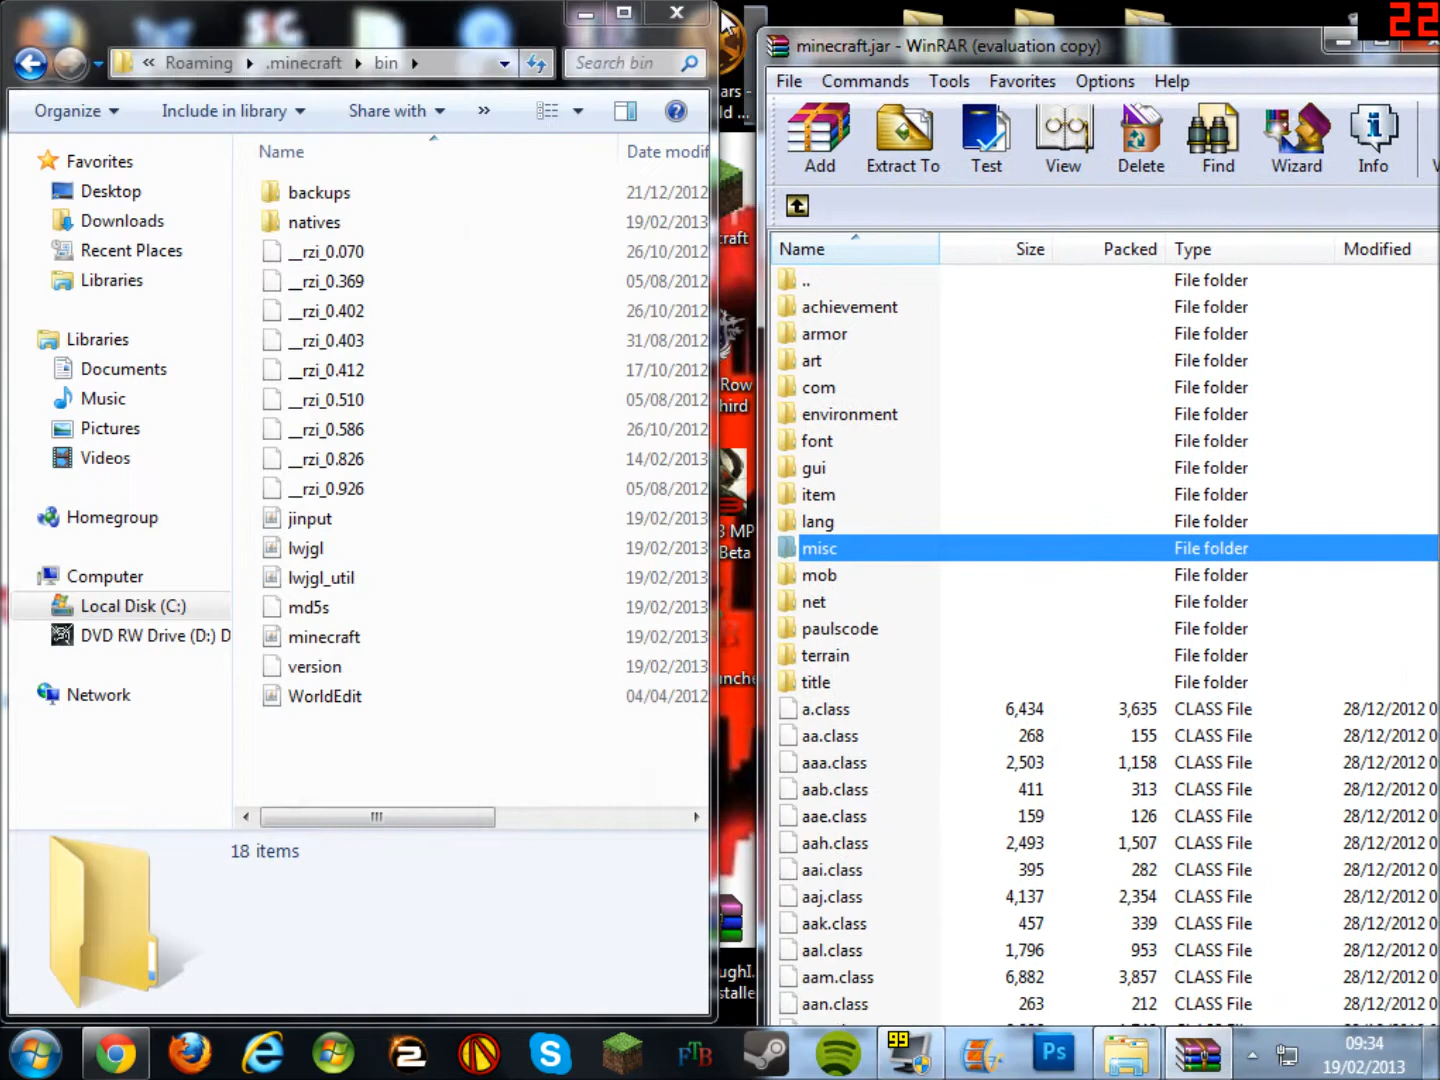 22
« Roaming ▸ .minecraft ▸ bin ▸
Search bin
Organize
Include in library
Share with
»
Name
Date modif
Favorites
Desktop
Downloads
Recent Places
Libraries
Libraries
Documents
Music
Pictures
Videos
Homegroup
Computer
Local Disk (C:)
DVD RW Drive (D:) D
Network
backups 21/12/2012
natives 19/02/2013
__rzi_0.070 26/10/2012
__rzi_0.369 05/08/2012
__rzi_0.402 26/10/2012
__rzi_0.403 31/08/2012
__rzi_0.412 17/10/2012
__rzi_0.510 05/08/2012
__rzi_0.586 26/10/2012
__rzi_0.826 14/02/2013
__rzi_0.926 05/08/2012
jinput 19/02/2013
lwjgl 19/02/2013
lwjgl_util 19/02/2013
md5s 19/02/2013
minecraft 19/02/2013
version 19/02/2013
WorldEdit 04/04/2012
18 items
ars -
ld ...
craft
Row
hird
3 MP
Beta
unche
ughI.
stalle
minecraft.jar - WinRAR (evaluation copy)
File Commands Tools Favorites Options Help
Add Extract To Test View Delete Find Wizard Info
Name Size Packed Type Modified
.. File folder
achievement File folder
armor File folder
art File folder
com File folder
environment File folder
font File folder
gui File folder
item File folder
lang File folder
misc File folder
mob File folder
net File folder
paulscode File folder
terrain File folder
title File folder
a.class 6,434 3,635 CLASS File 28/12/2012 0
aa.class 268 155 CLASS File 28/12/2012 0
aaa.class 2,503 1,158 CLASS File 28/12/2012 0
aab.class 411 313 CLASS File 28/12/2012 0
aae.class 159 126 CLASS File 28/12/2012 0
aah.class 2,493 1,507 CLASS File 28/12/2012 0
aai.class 395 282 CLASS File 28/12/2012 0
aaj.class 4,137 2,354 CLASS File 28/12/2012 0
aak.class 457 339 CLASS File 28/12/2012 0
aal.class 1,796 953 CLASS File 28/12/2012 0
aam.class 6,882 3,857 CLASS File 28/12/2012 0
aan.class 263 212 CLASS File 28/12/2012 0
2
S
FTB
99
Ps
09:34
19/02/2013